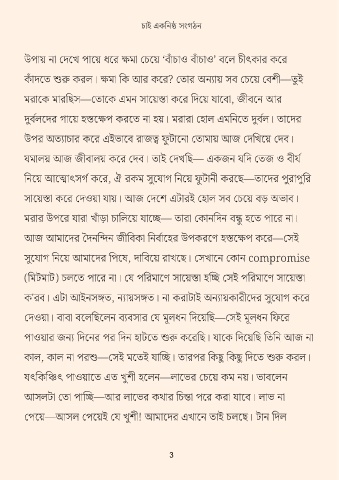 চাই একনিষ্ঠ সংগঠন
উপায় না দেখে পায়ে ধরে ক্ষমা চেয়ে ‘বাঁচাও বাঁচাও’ বলে চীৎকার করে
কাঁদতে শুরু করল। ক্ষমা কি আর করে? তোর অন্যায় সব চেয়ে বেশী—তুই
মরাকে মারছিস—তোকে এমন সায়েস্তা করে দিয়ে যাবো, জীবনে আর
দুর্বলদের গায়ে হস্তক্ষেপ করতে না হয়। মরারা হোল এমনিতে দুর্বল। তাদের
উপর অত্যাচার করে এইভাবে রাজত্ব ফুটানো তোমায় আজ দেখিয়ে দেব।
যমালয় আজ জীবালয় করে দেব। তাই দেখছি— একজন যদি তেজ ও বীর্য
নিয়ে আত্মোৎসর্গ করে, ঐ রকম সুযোগ নিয়ে ফুটানী করছে—তাদের পুরাপুরি
সায়েস্তা করে দেওয়া যায়। আজ দেশে এটারই হোল সব চেয়ে বড় অভাব।
মরার উপরে যারা খাঁড়া চালিয়ে যাচ্ছে— তারা কোনদিন বন্ধু হতে পারে না।
আজ আমাদের দৈনন্দিন জীবিকা নির্বাহের উপকরণে হস্তক্ষেপ করে—সেই
সুযোগ নিয়ে আমাদের পিষে, দাবিয়ে রাখছে। সেখানে কোন compromise
(মিটমাট) চলতে পারে না। যে পরিমাণে সায়েস্তা হচ্ছি সেই পরিমাণে সায়েস্তা
ক'রব। এটা আইনসঙ্গত, ন্যায়সঙ্গত। না করাটাই অন্যায়কারীদের সুযোগ করে
দেওয়া। বাবা বলেছিলেন ব্যবসার যে মূলধন দিয়েছি—সেই মূলধন ফিরে
পাওয়ার জন্য দিনের পর দিন হাটতে শুরু করেছি। যাকে দিয়েছি তিনি আজ না
কাল, কাল না পরশু—সেই মতেই যাচ্ছি। তারপর কিছু কিছু দিতে শুরু করল।
যৎকিঞ্চিৎ পাওয়াতে এত খুশী হলেন—লাভের চেয়ে কম নয়। ভাবলেন
আসলটা তো পাচ্ছি—আর লাভের কথার চিন্তা পরে করা যাবে। লাভ না
পেয়ে—আসল পেয়েই যে খুশী! আমাদের এখানে তাই চলছে। টান দিল
3